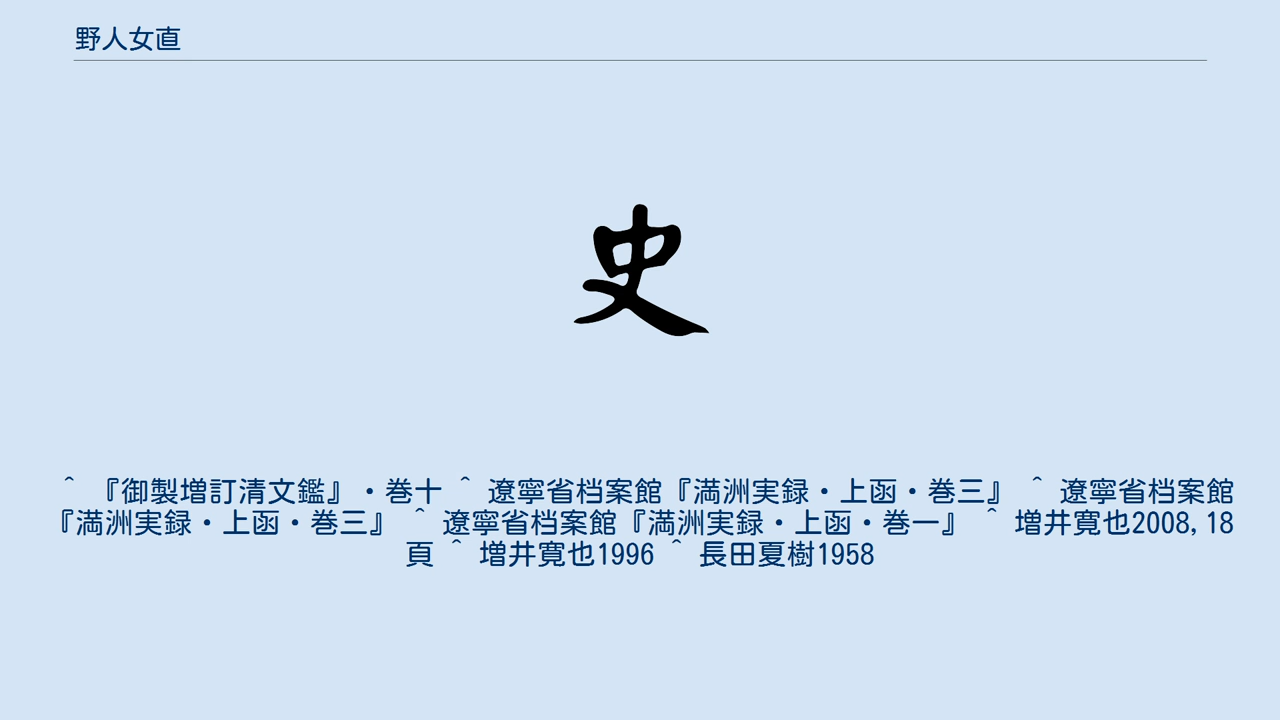 野人女直
史
^ 『御製増訂清文鑑』・巻十 ^ 遼寧省档案館『満洲実録・上函・巻三』 ^ 遼寧省档案館
『満洲実録・上函・巻三』 ^ 遼寧省档案館『満洲実録・上函・巻一』 ^ 増井寛也2008,18
頁 ^ 増井寛也1996 ^ 長田夏樹1958